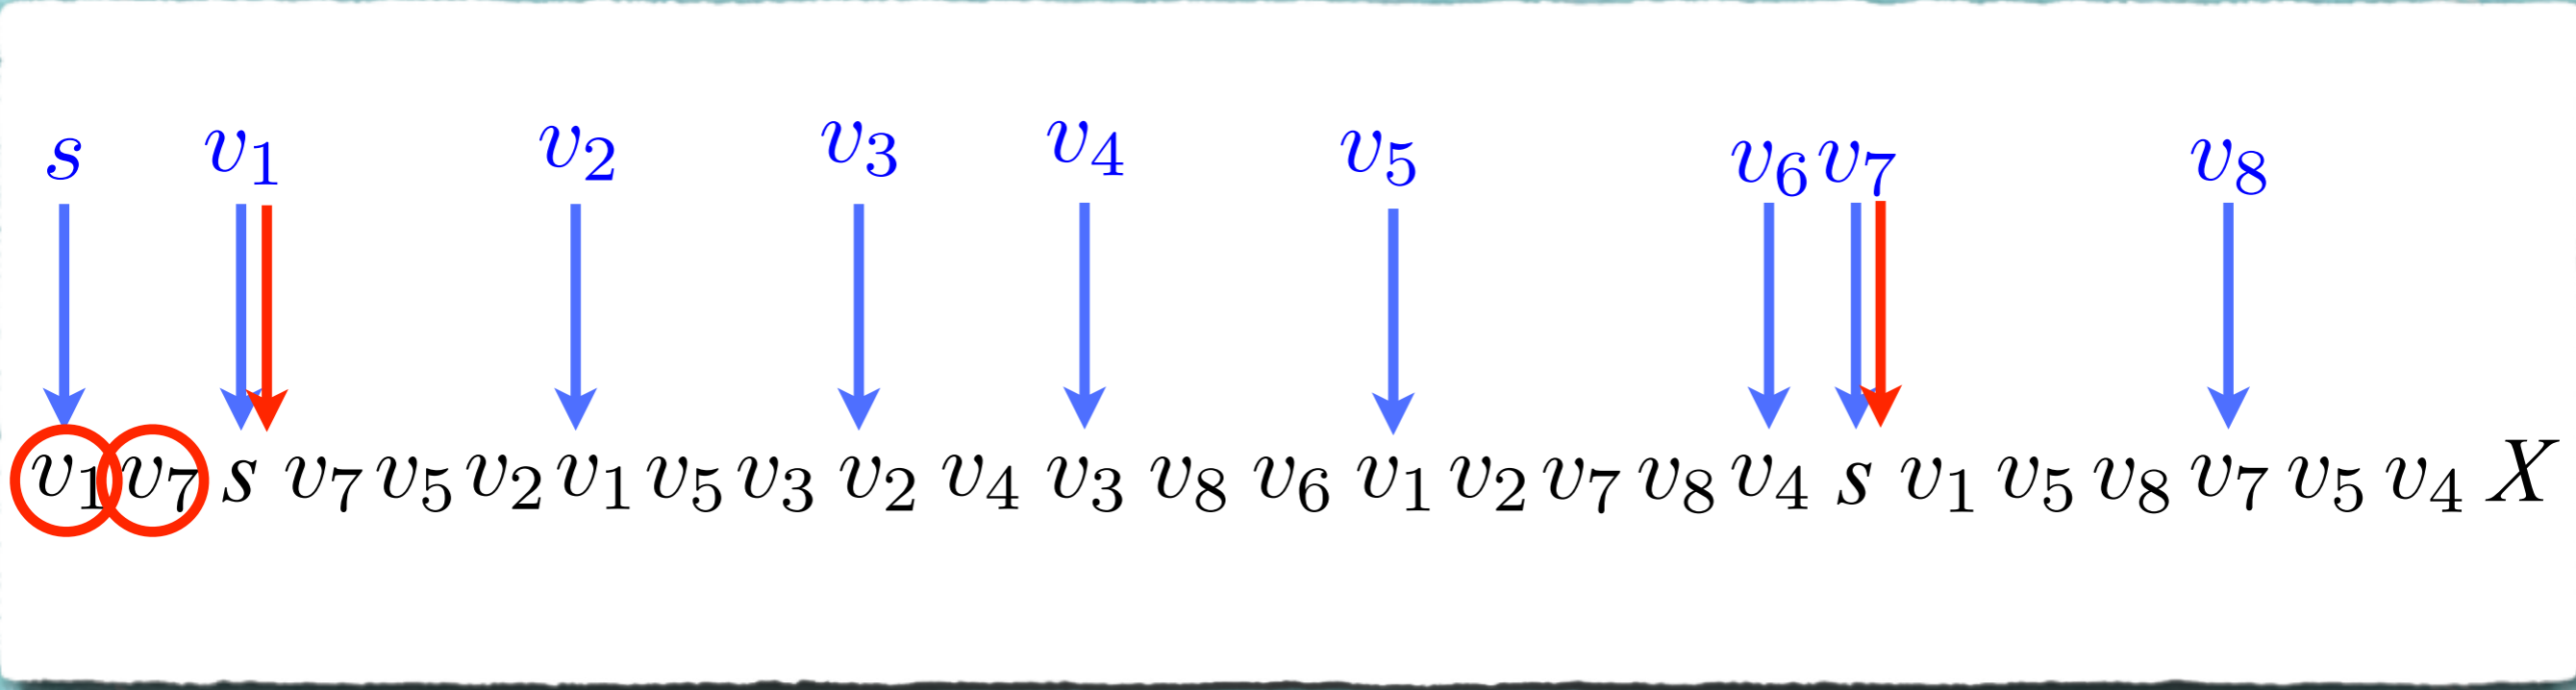 s v₁ v₂ v₃ v₄ v₅ v₆ v₇ v₈
v₁ v₇ s v₇ v₅ v₂ v₁ v₅ v₃ v₂ v₄ v₃ v₈ v₆ v₁ v₂ v₇ v₈ v₄ s v₁ v₅ v₈ v₇ v₅ v₄ X